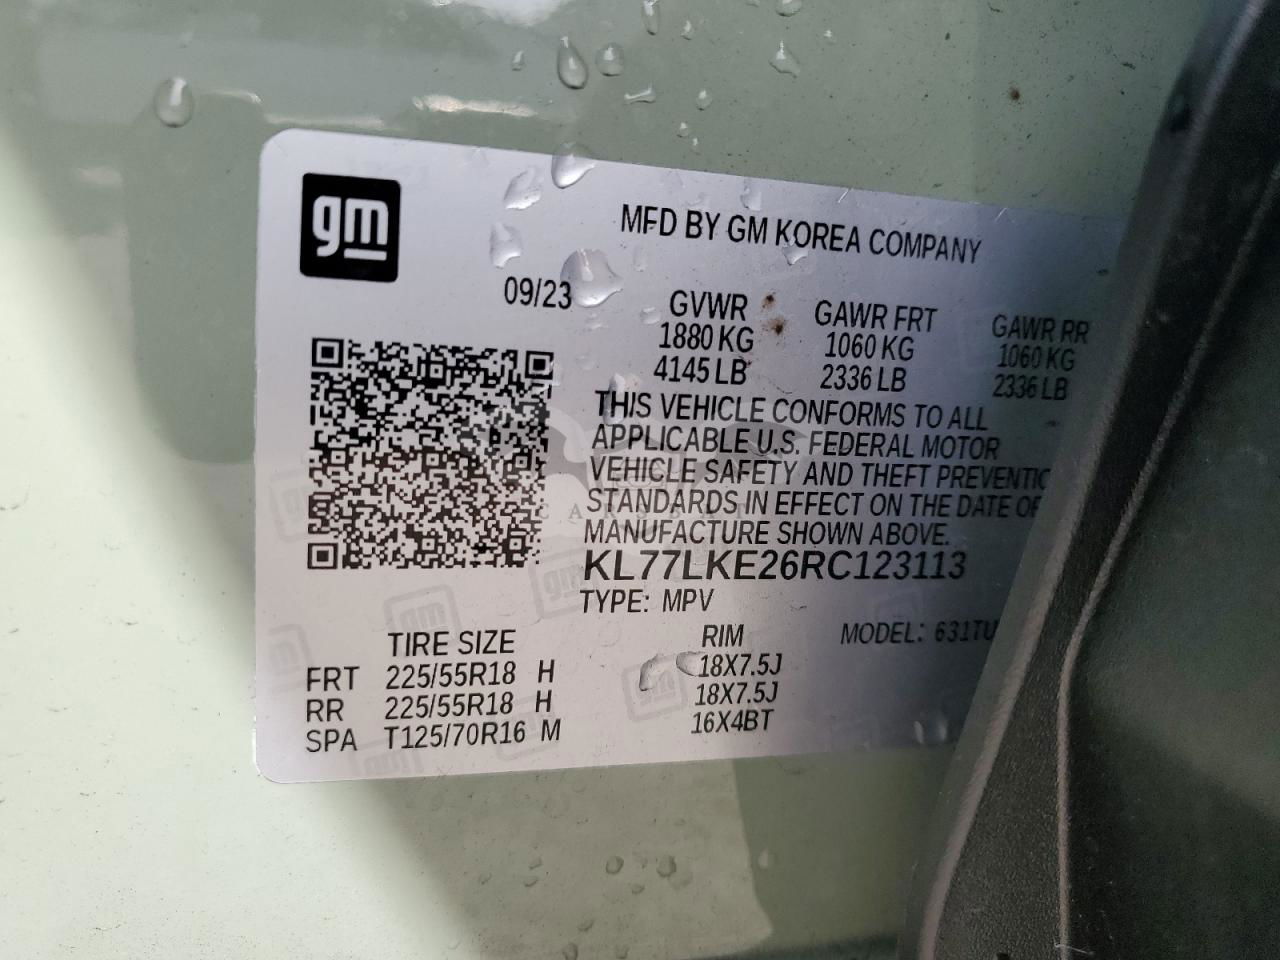 gm
MFD BY GM KOREA COMPANY
09/23
GVWR GAWR FRT GAWR RR
1880 KG 1060 KG 1060 KG
4145 LB 2336 LB 2336 LB
THIS VEHICLE CONFORMS TO ALL
APPLICABLE U.S. FEDERAL MOTOR
VEHICLE SAFETY AND THEFT PREVENTIO
STANDARDS IN EFFECT ON THE DATE OF
MANUFACTURE SHOWN ABOVE.
KL77LKE26RC123113
TYPE: MPV
MODEL: 631TU
TIRE SIZE RIM
FRT 225/55R18 H 18X7.5J
RR 225/55R18 H 18X7.5J
SPA T125/70R16 M 16X4BT